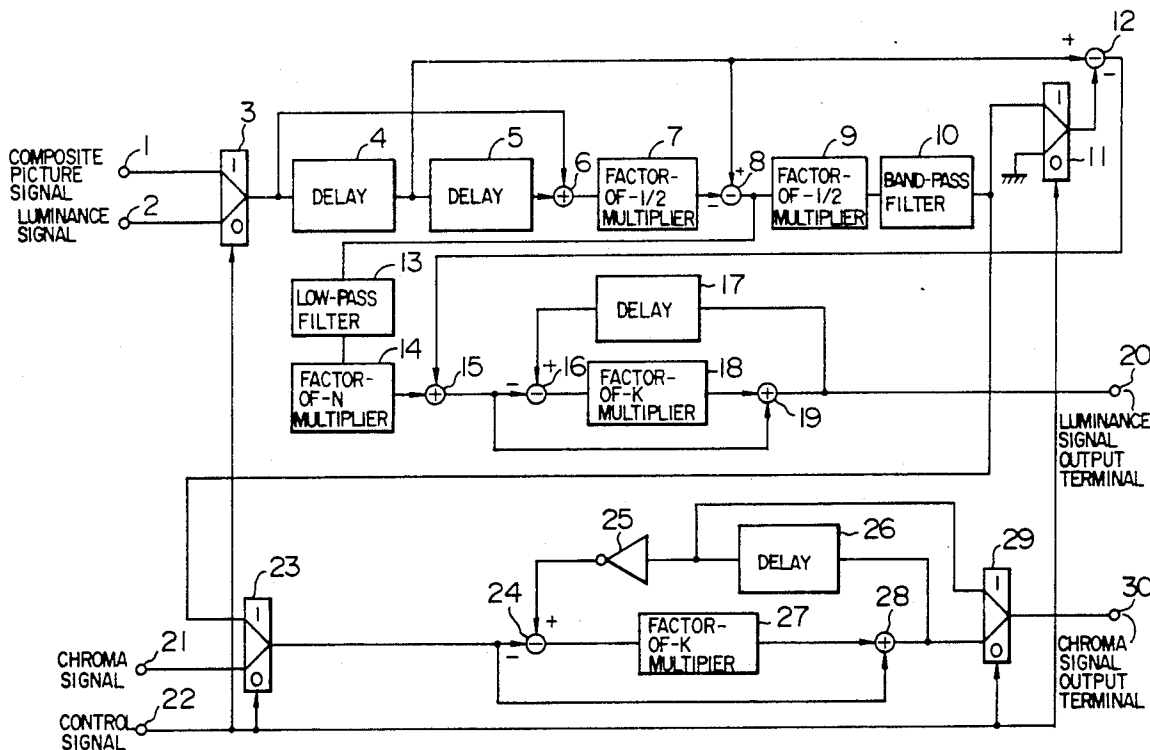 12
+
-
3
4
5
6
7
8
9
10
11
1
COMPOSITE
PICTURE
SIGNAL
2
LUMINANCE
SIGNAL
1
0
DELAY
DELAY
+
FACTOR-
OF-1/2
MULTIPLIER
+
-
-
FACTOR-
OF-1/2
MULTIPLIER
BAND-PASS
FILTER
1
0
-
13
LOW-PASS
FILTER
14
FACTOR-
OF-N
MULTIPLIER
15
+
17
DELAY
+
-
16
-
18
FACTOR-
OF-K
MULTIPLIER
+
19
20
LUMINANCE
SIGNAL
OUTPUT
TERMINAL
25
26
DELAY
29
1
0
23
1
0
24
+
-
-
27
FACTOR-
OF-K
MULTIPIER
28
+
30
CHROMA
SIGNAL
OUTPUT
TERMINAL
21
CHROMA
SIGNAL
22
CONTROL
SIGNAL